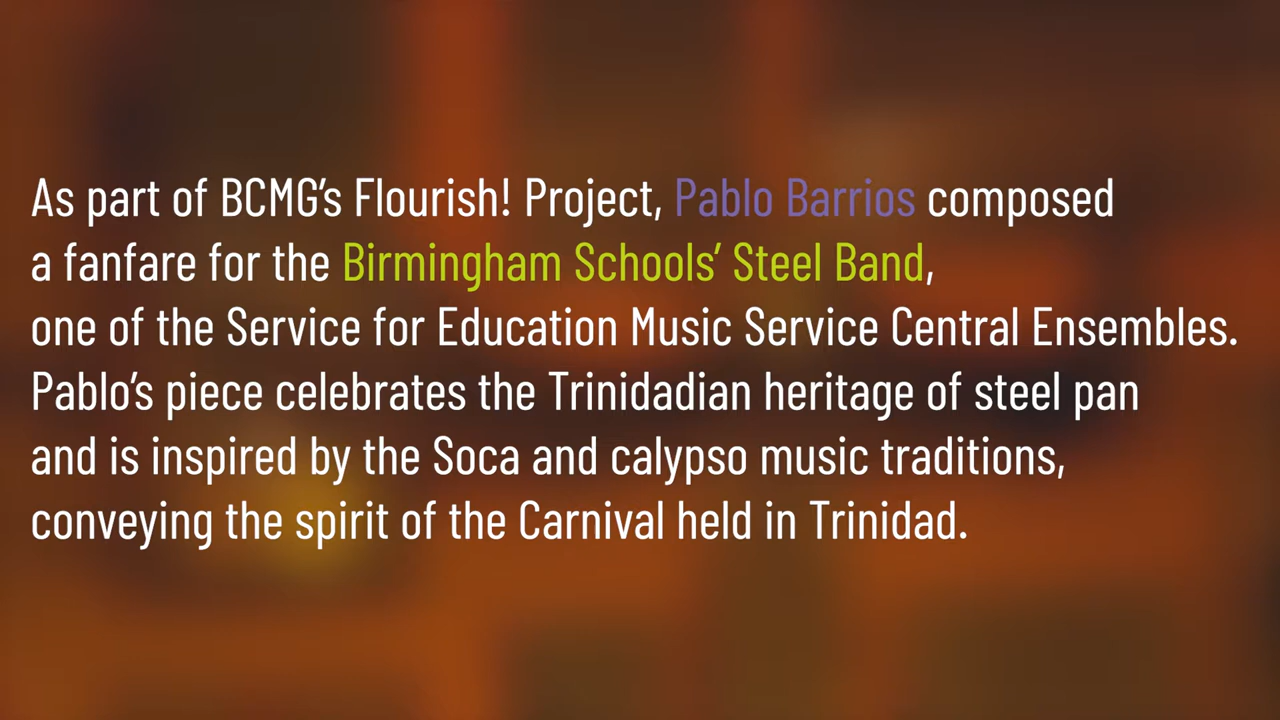 As part of BCMG’s Flourish! Project, Pablo Barrios composed
a fanfare for the Birmingham Schools’ Steel Band,
one of the Service for Education Music Service Central Ensembles.
Pablo’s piece celebrates the Trinidadian heritage of steel pan
and is inspired by the Soca and calypso music traditions,
conveying the spirit of the Carnival held in Trinidad.